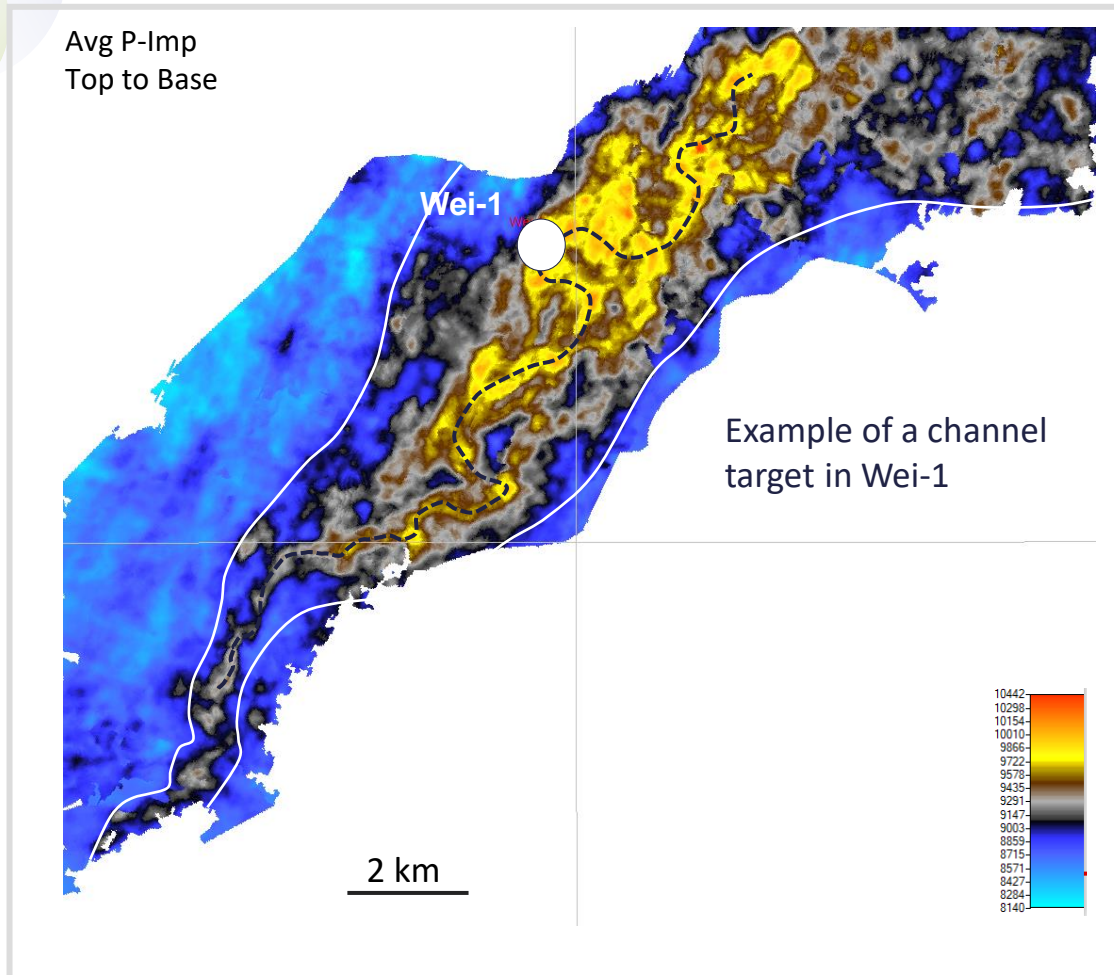 Avg P-Imp
Top to Base
Wei-1
Example of a channel
target in Wei-1
2 km
10442
10298
10154
10010
9866
9722
9578
9435
9291
9147
9003
8859
8715
8571
8427
8284
8140